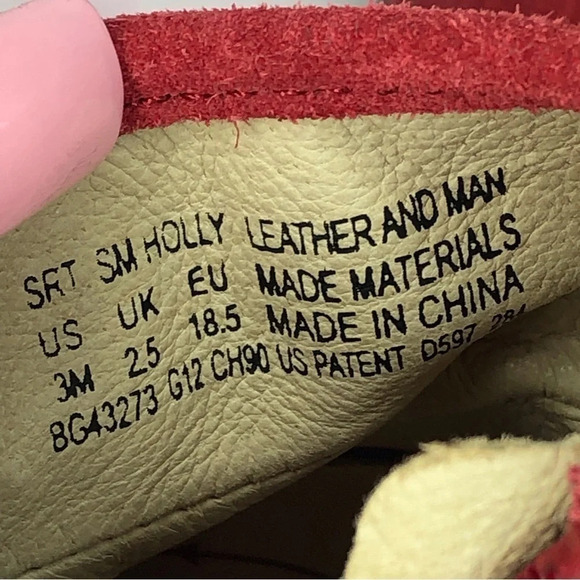 SRT SM HOLLY LEATHER AND MAN
US UK EU MADE MATERIALS
3M 2.5 18.5 MADE IN CHINA
BG43273 G12 CH90 US PATENT D597 284